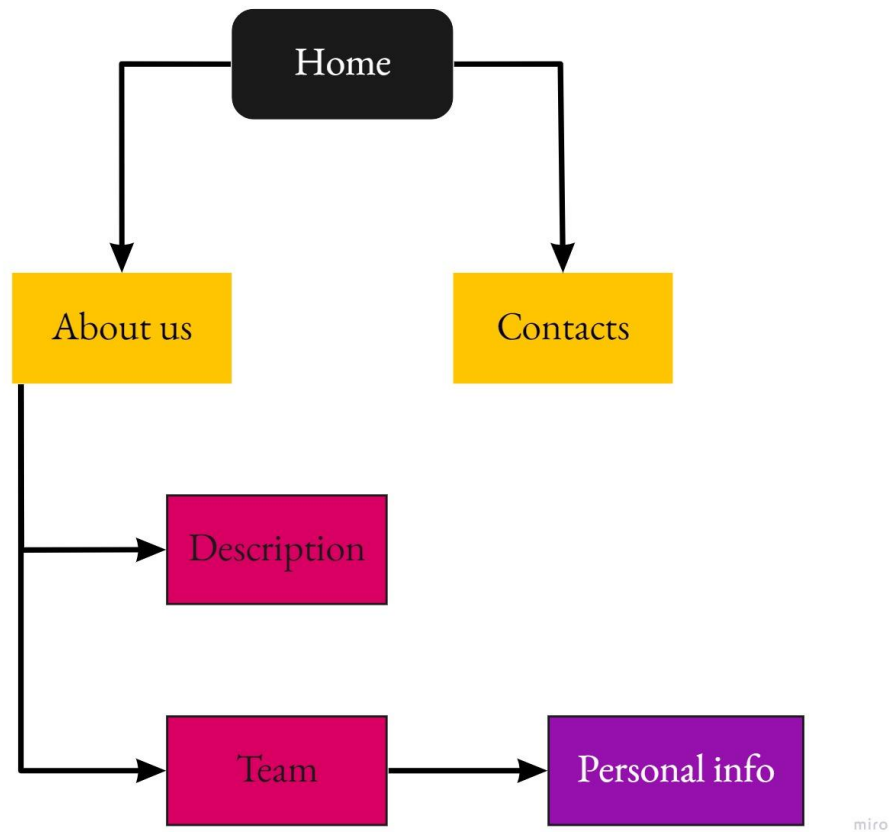 Home
About us
Contacts
Description
Team
Personal info
miro